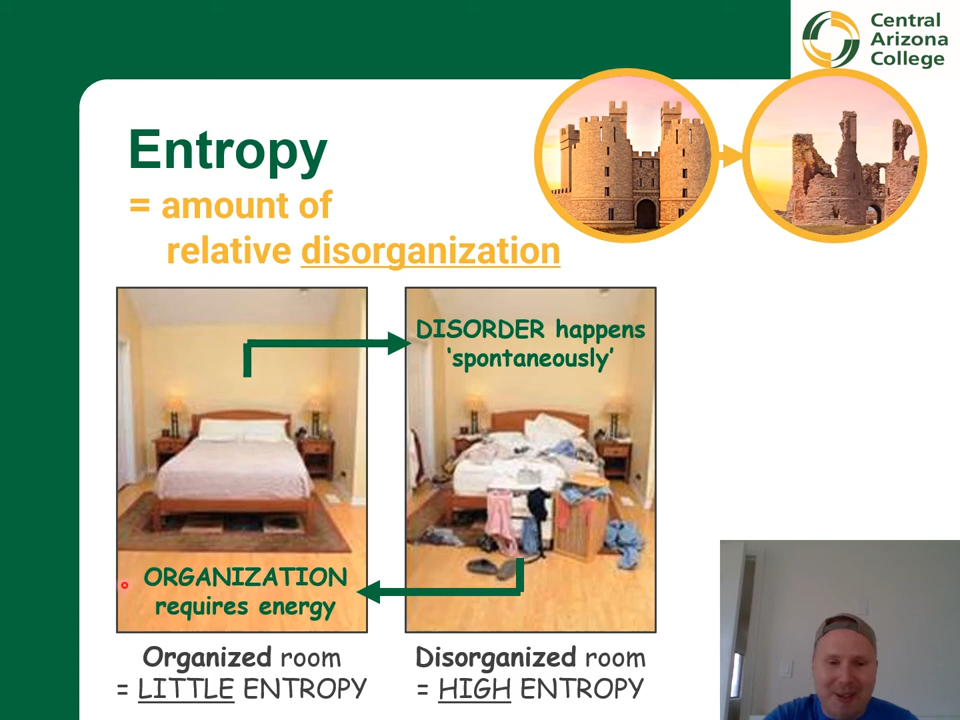 Central
Arizona
College
Entropy
= amount of
relative disorganization
DISORDER happens
‘spontaneously’
ORGANIZATION
requires energy
Organized room
= LITTLE ENTROPY
Disorganized room
= HIGH ENTROPY